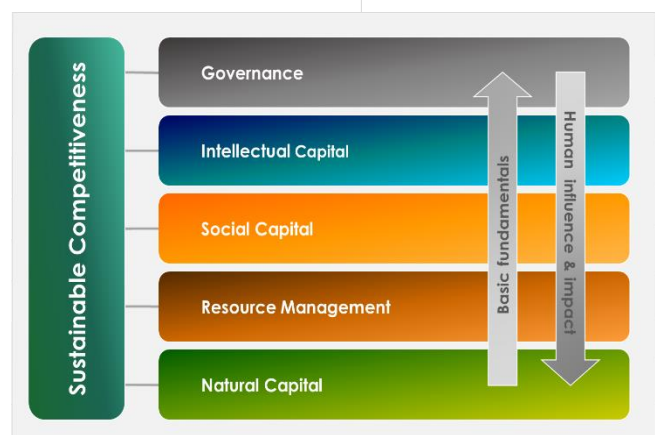 Sustainable Competitiveness
Governance
Intellectual Capital
Social Capital
Resource Management
Natural Capital
Basic fundamentals
Human influence & impact